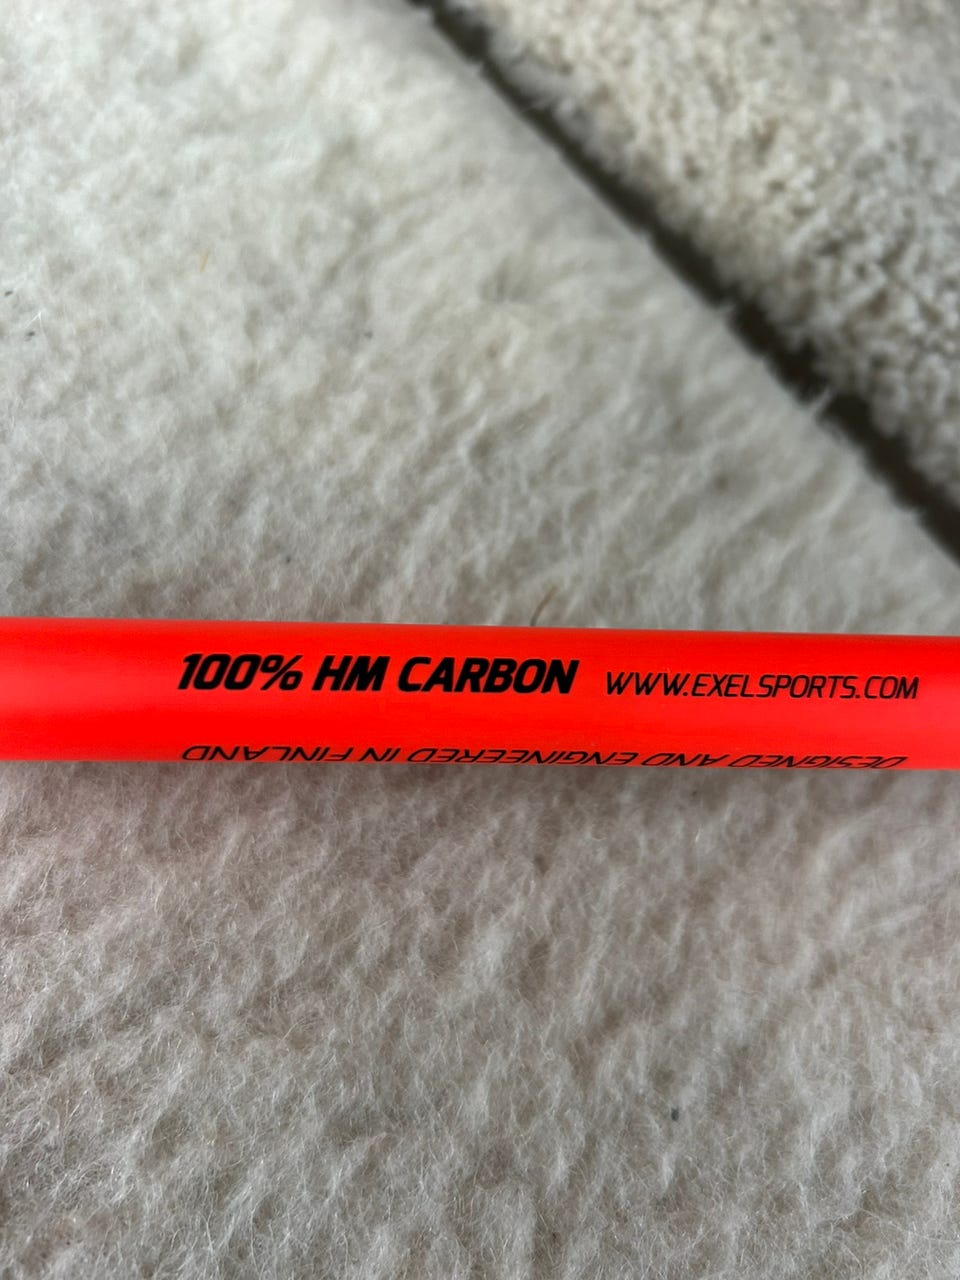 100% HM CARBON WWW.EXELSPORTS.COM
DESIGNED AND ENGINEERED IN FINLAND